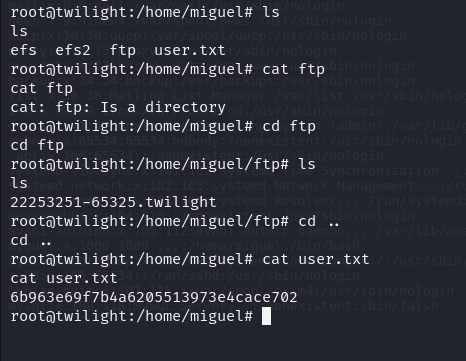 root@twilight:/home/miguel# ls
ls
efs  efs2  ftp  user.txt
root@twilight:/home/miguel# cat ftp
cat ftp
cat: ftp: Is a directory
root@twilight:/home/miguel# cd ftp
cd ftp
root@twilight:/home/miguel/ftp# ls
ls
22253251-65325.twilight
root@twilight:/home/miguel/ftp# cd ..
cd ..
root@twilight:/home/miguel# cat user.txt
cat user.txt
6b963e69f7b4a6205513973e4cace702
root@twilight:/home/miguel#